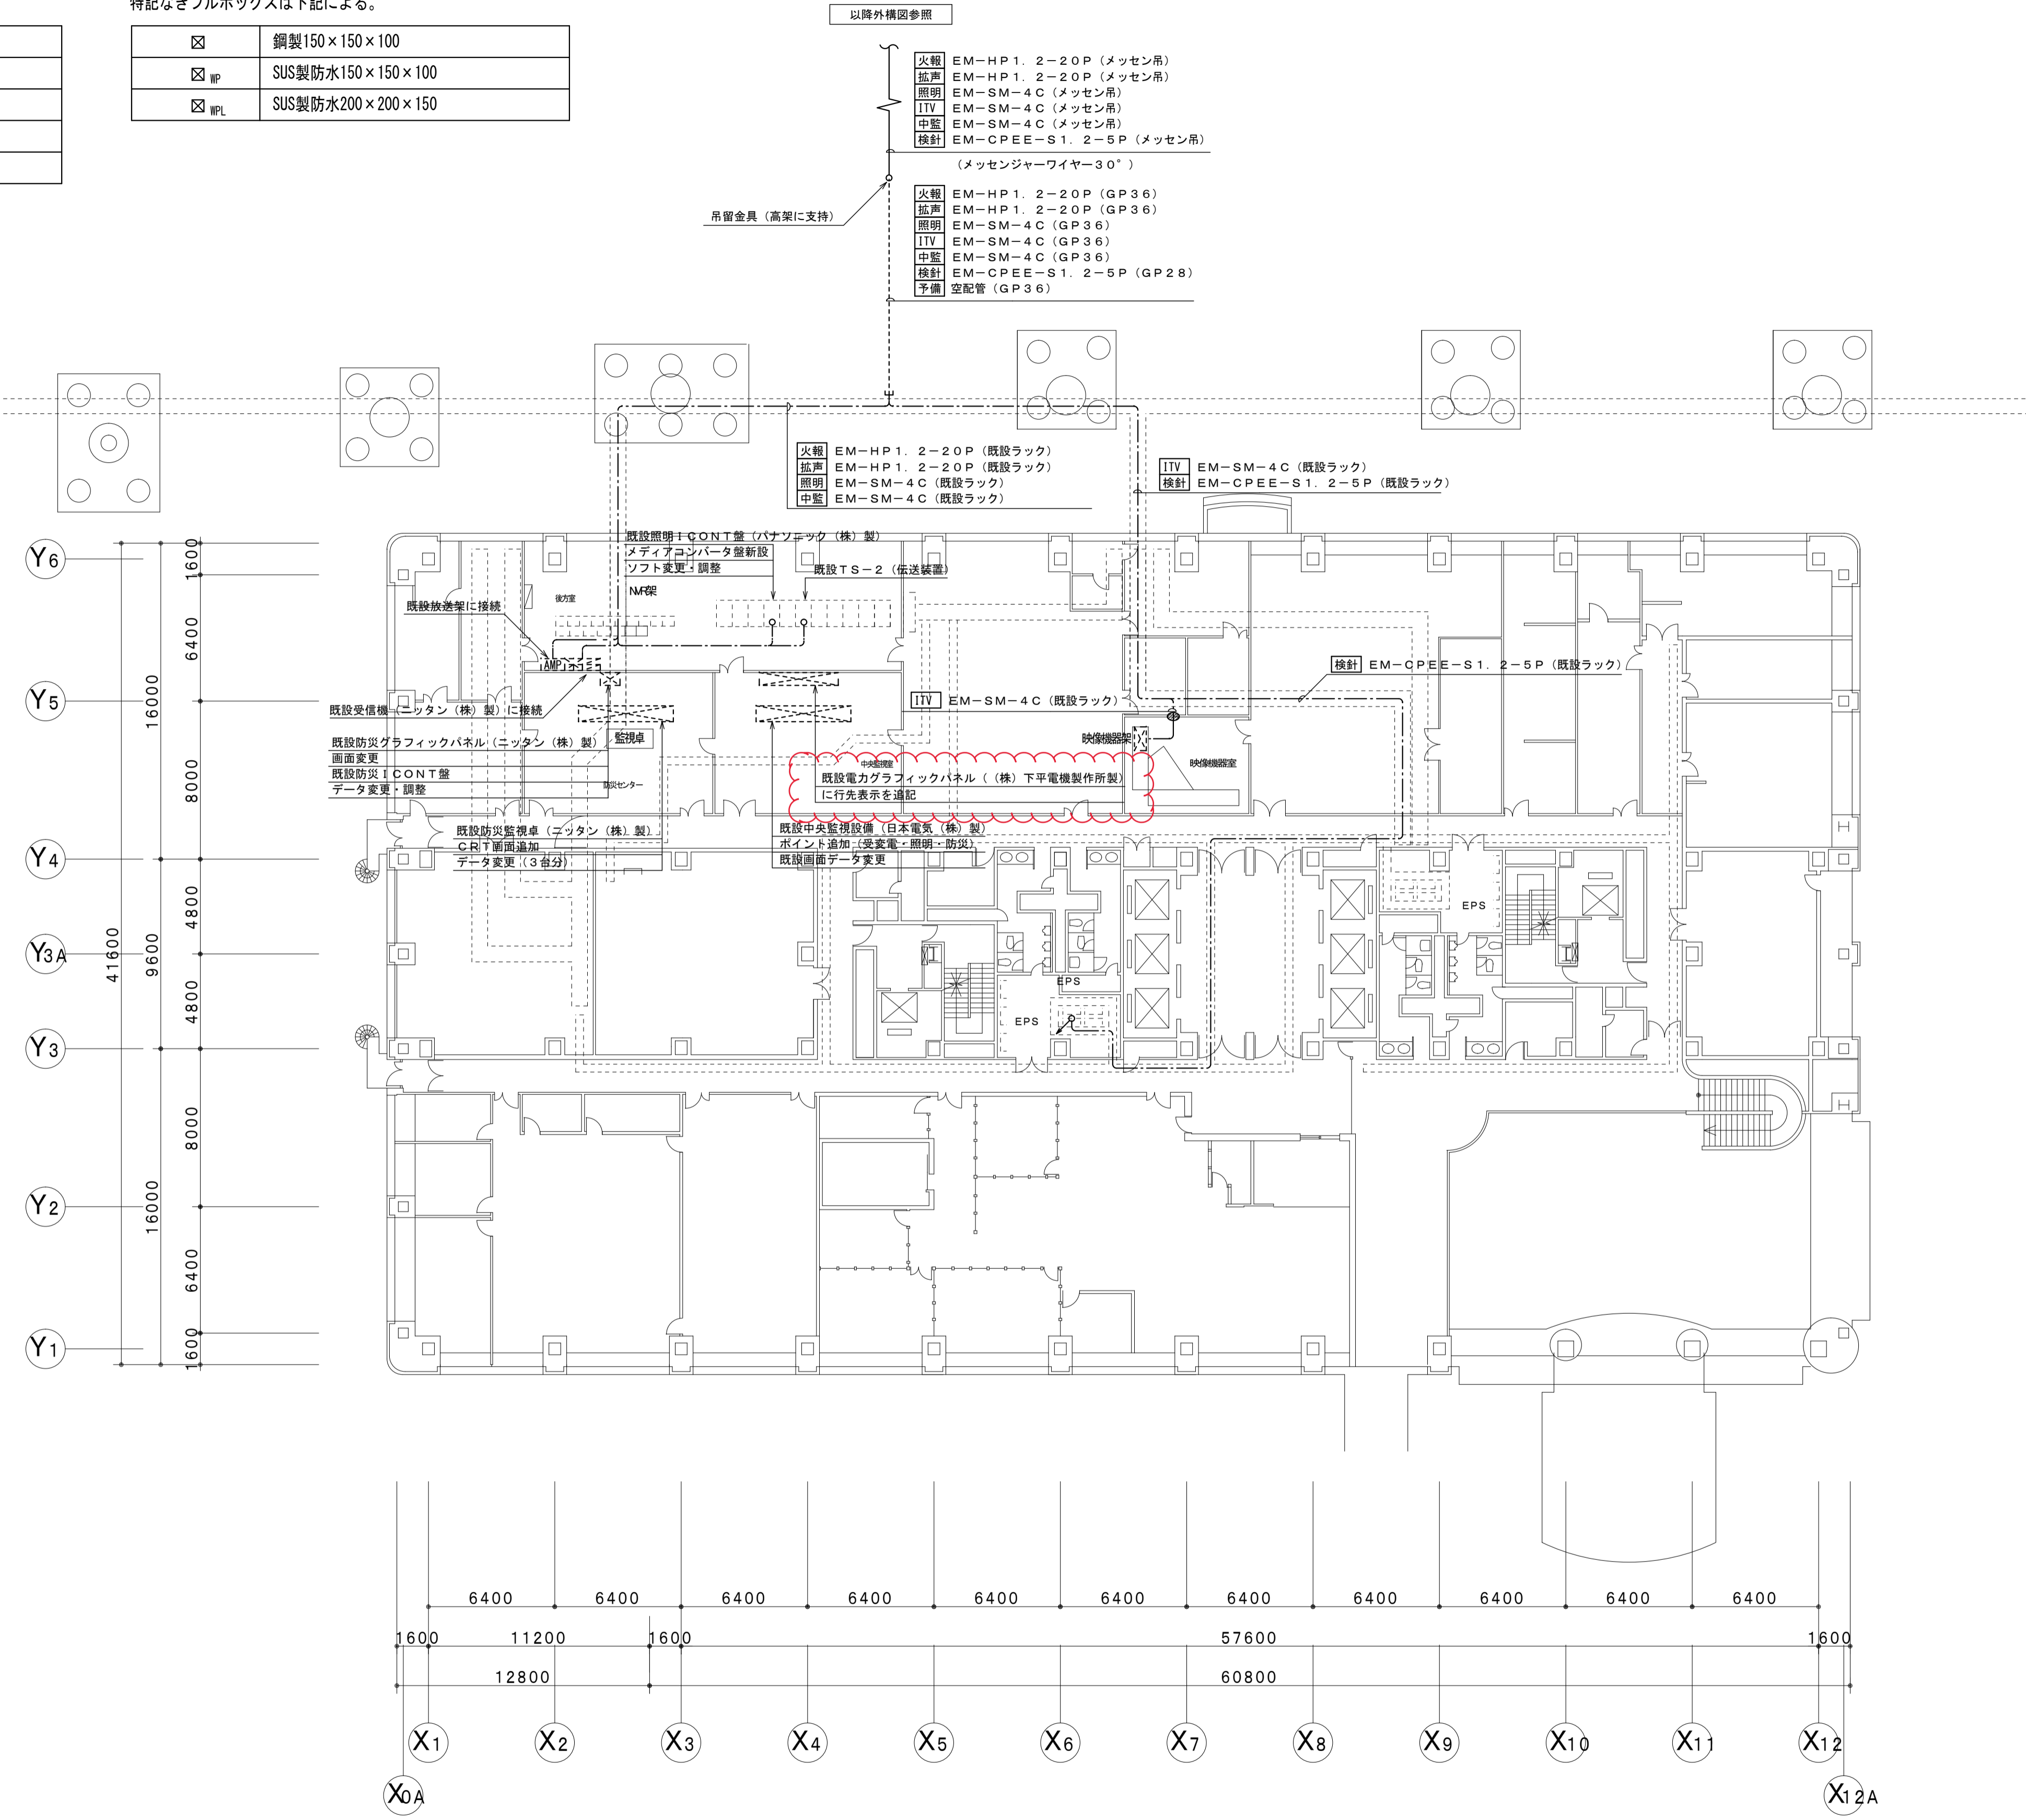 特記なきプルボックスは下記による。
鋼製150×150×100
WP SUS製防水150×150×100
WPL SUS製防水200×200×150
以降外構図参照
火報 EM-HP1.2-20P(メッセン吊)
拡声 EM-HP1.2-20P(メッセン吊)
照明 EM-SM-4C(メッセン吊)
ITV EM-SM-4C(メッセン吊)
中監 EM-SM-4C(メッセン吊)
検針 EM-CPEE-S1.2-5P(メッセン吊)
(メッセンジャーワイヤー30°)
吊留金具(高架に支持)
火報 EM-HP1.2-20P(GP36)
拡声 EM-HP1.2-20P(GP36)
照明 EM-SM-4C(GP36)
ITV EM-SM-4C(GP36)
中監 EM-SM-4C(GP36)
検針 EM-CPEE-S1.2-5P(GP28)
予備 空配管(GP36)
火報 EM-HP1.2-20P(既設ラック)
拡声 EM-HP1.2-20P(既設ラック)
照明 EM-SM-4C(既設ラック)
中監 EM-SM-4C(既設ラック)
ITV EM-SM-4C(既設ラック)
検針 EM-CPEE-S1.2-5P(既設ラック)
既設照明ICONT盤(パナソニック(株)製)
メディアコンバータ盤新設
ソフト変更・調整
既設TS-2(伝送装置)
後方室
NMR架
既設放送架に接続
AMP
検針 EM-CPEE-S1.2-5P(既設ラック)
ITV EM-SM-4C(既設ラック)
既設受信機(ニッタン(株)製)に接続
監視卓
既設防災グラフィックパネル(ニッタン(株)製)
画面変更
既設防災ICONT盤
データ変更・調整
防災センター
映像機器架
映像機器室
中央監視室
既設電力グラフィックパネル((株)下平電機製作所製)
に行先表示を追記
既設防災監視卓(ニッタン(株)製)
CRT画面追加
データ変更(3台分)
既設中央監視設備(日本電気(株)製)
ポイント追加(受変電・照明・防災)
既設画面データ変更
EPS
EPS
EPS
Y6
Y5
Y4
Y3A
Y3
Y2
Y1
41600
16000
9600
16000
1600
6400
8000
4800
4800
8000
6400
1600
6400 6400 6400 6400 6400 6400 6400 6400 6400 6400 6400
1600 11200 1600 57600 1600
12800 60800
X1 X2 X3 X4 X5 X6 X7 X8 X9 X10 X11 X12
X0A X12A